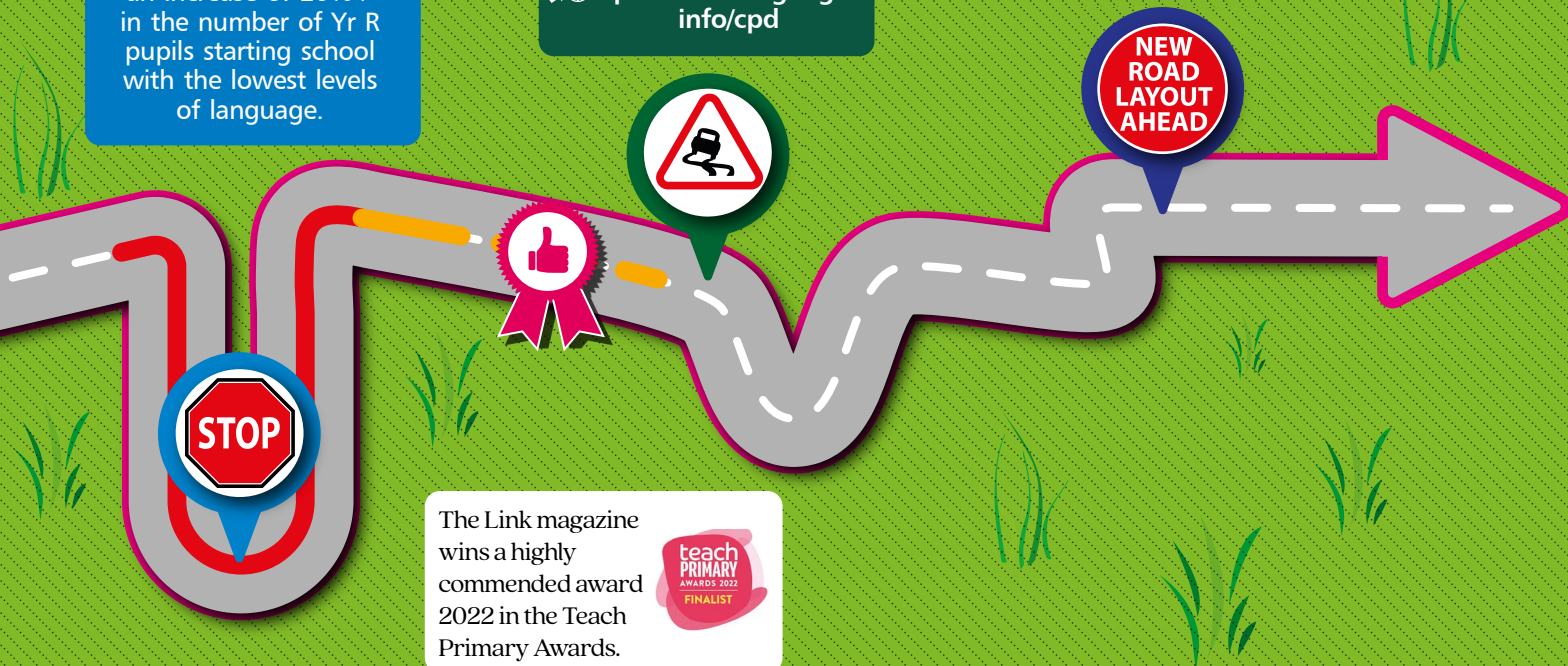 in the number of Yr R
pupils starting school
with the lowest levels
of language.
info/cpd
NEW
ROAD
LAYOUT
AHEAD
STOP
The Link magazine
wins a highly
commended award
2022 in the Teach
Primary Awards.
teach
PRIMARY
AWARDS 2022
FINALIST